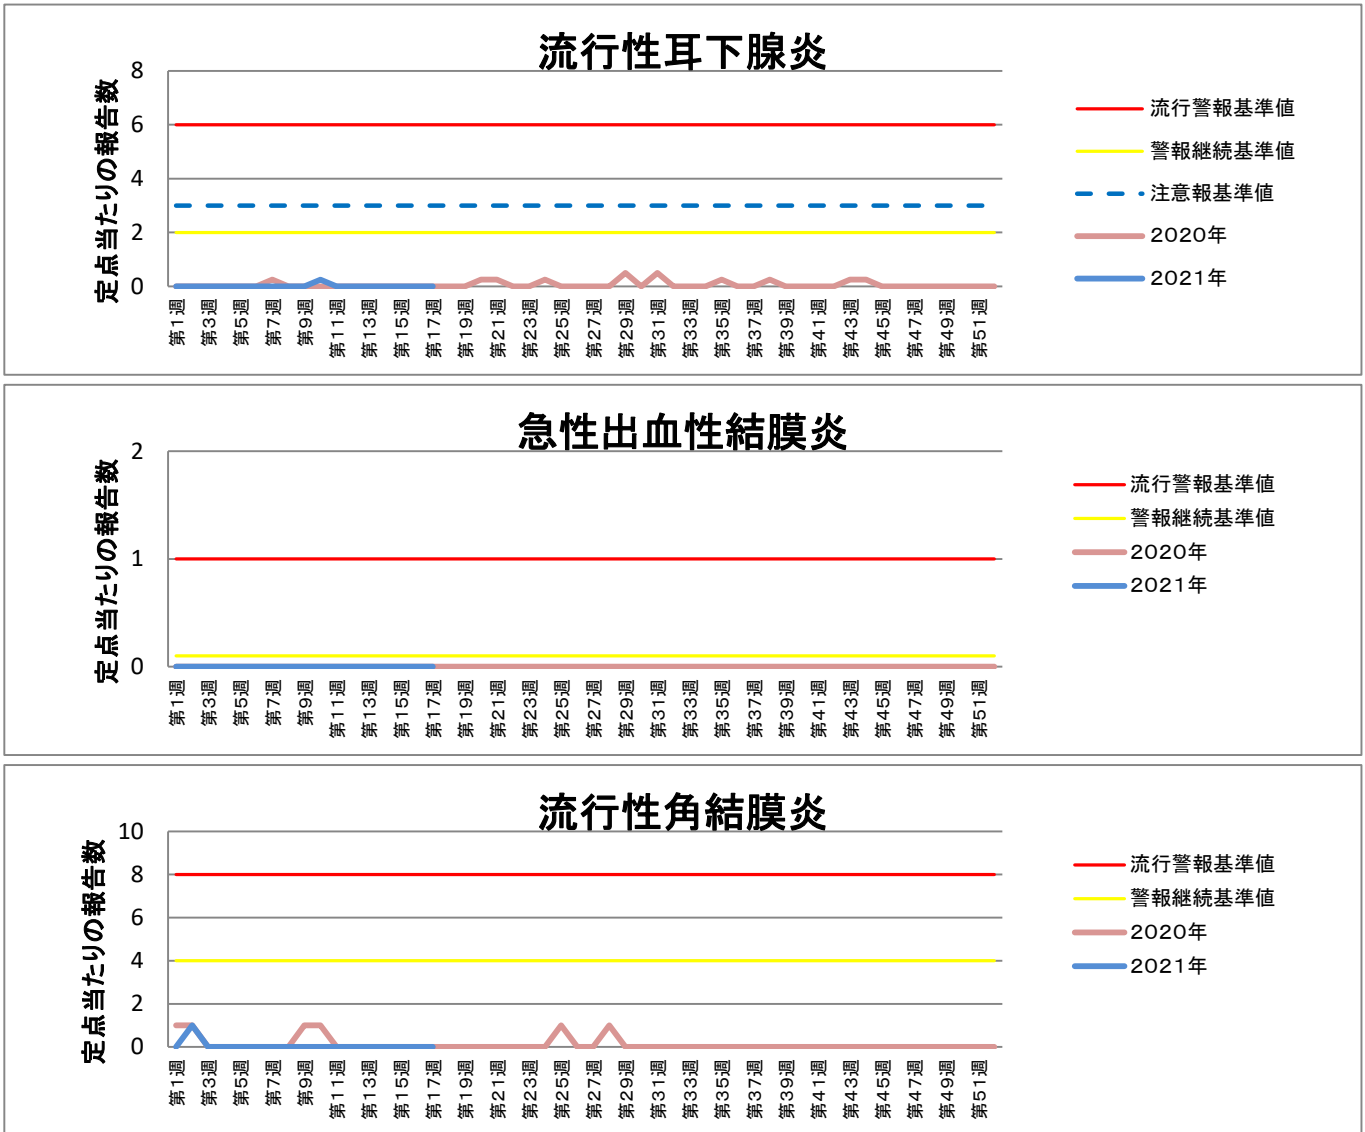 流行性耳下腺炎
定点当たりの報告数
8
6
4
2
0
第1週 第3週 第5週 第7週 第9週 第11週 第13週 第15週 第17週 第19週 第21週 第23週 第25週 第27週 第29週 第31週 第33週 第35週 第37週 第39週 第41週 第43週 第45週 第47週 第49週 第51週
流行警報基準値
警報継続基準値
注意報基準値
2020年
2021年
急性出血性結膜炎
定点当たりの報告数
2
1
0
第1週 第3週 第5週 第7週 第9週 第11週 第13週 第15週 第17週 第19週 第21週 第23週 第25週 第27週 第29週 第31週 第33週 第35週 第37週 第39週 第41週 第43週 第45週 第47週 第49週 第51週
流行警報基準値
警報継続基準値
2020年
2021年
流行性角結膜炎
定点当たりの報告数
10
8
6
4
2
0
第1週 第3週 第5週 第7週 第9週 第11週 第13週 第15週 第17週 第19週 第21週 第23週 第25週 第27週 第29週 第31週 第33週 第35週 第37週 第39週 第41週 第43週 第45週 第47週 第49週 第51週
流行警報基準値
警報継続基準値
2020年
2021年